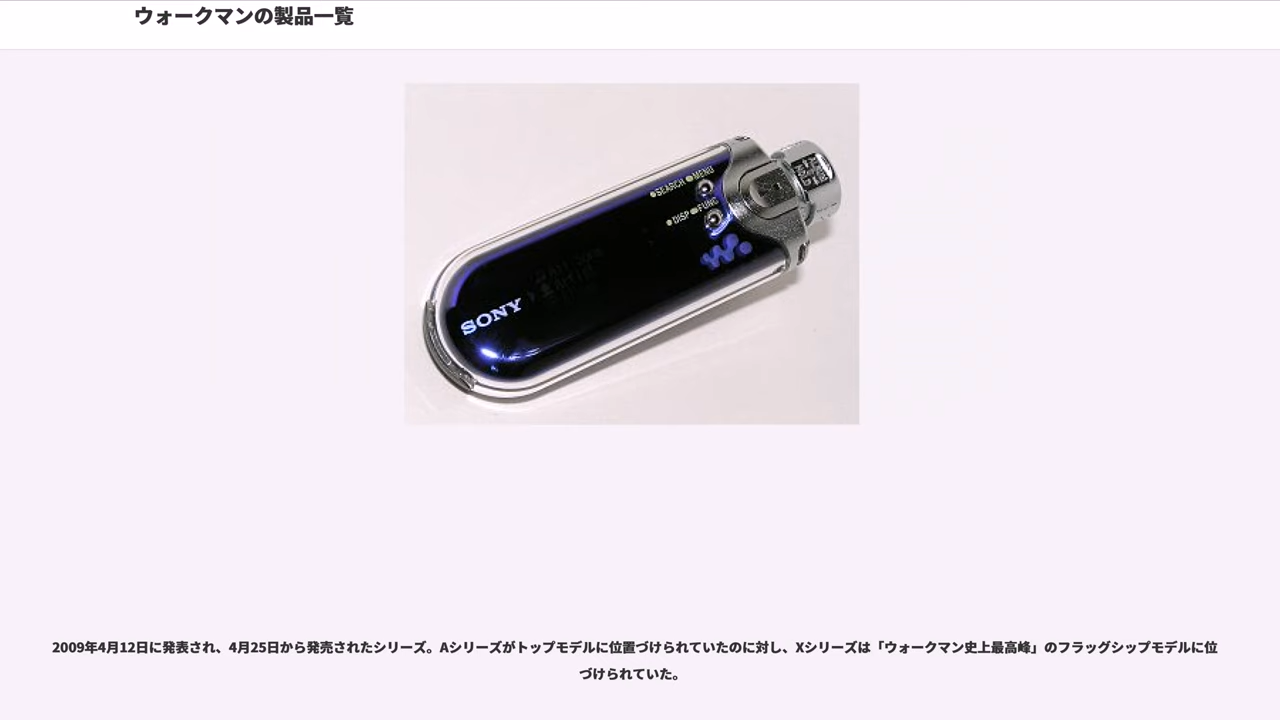 ウォークマンの製品一覧
SEARCH MENU
DISP FUNC
SONY
2009年4月12日に発表され、4月25日から発売されたシリーズ。Aシリーズがトップモデルに位置づけられていたのに対し、Xシリーズは「ウォークマン史上最高峰」のフラッグシップモデルに位
づけられていた。